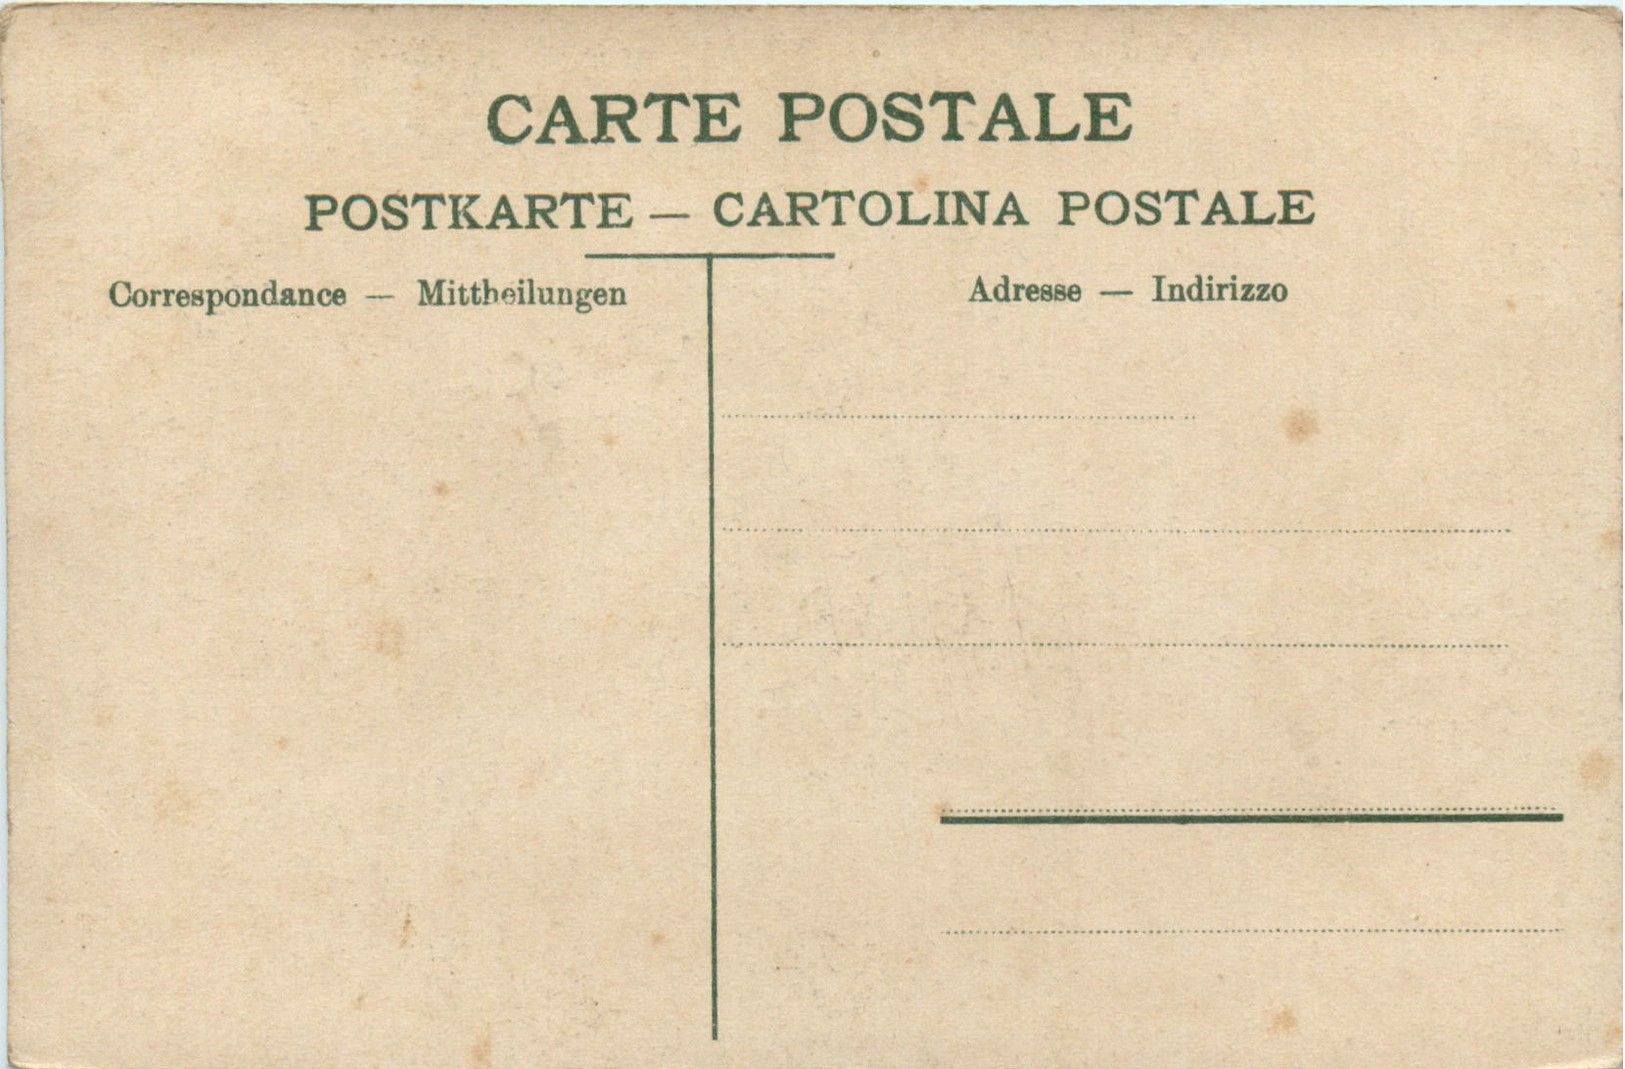 CARTE POSTALE
POSTKARTE — CARTOLINA POSTALE
Correspondance — Mittheilungen
Adresse — Indirizzo